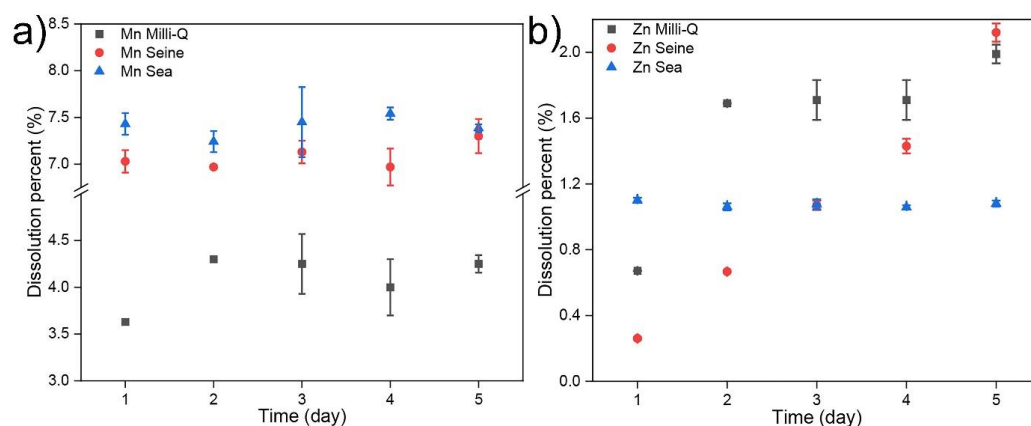 a)
Mn Milli-Q
Mn Seine
Mn Sea
Dissolution percent (%)
8.5
8.0
7.5
7.0
4.5
4.0
3.5
3.0
1 2 3 4 5
Time (day)
b)
Zn Milli-Q
Zn Seine
Zn Sea
Dissolution percent (%)
2.0
1.6
1.2
0.8
0.4
0.0
1 2 3 4 5
Time (day)